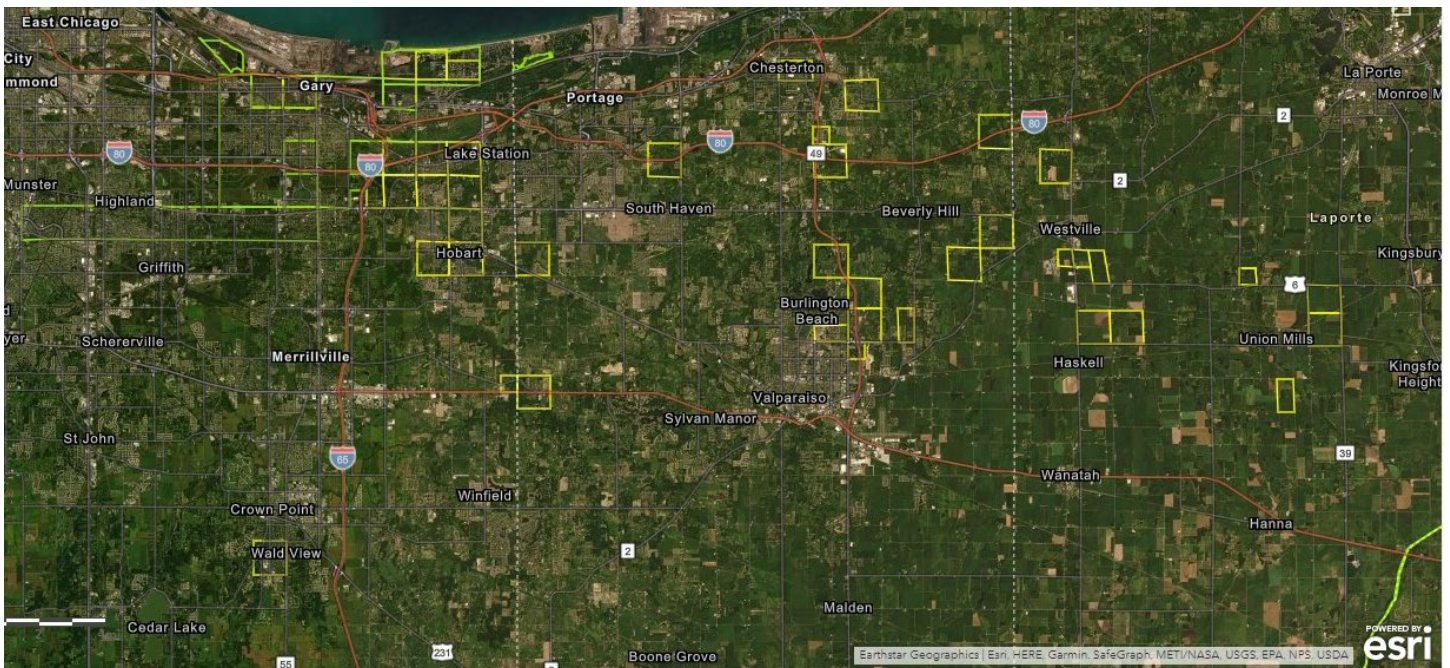 East Chicago
City
mmond
Gary
Chesterton
Portage
La Porte
Monroe M
2
80
80
80
80
49
Lake Station
2
Munster
Highland
South Haven
Beverly Hill
Westville
Laporte
Hobart
Kingsbury
Griffith
6
d
Burlington
Beach
yer
Schererville
Merrillville
Union Mills
Haskell
Kingsfor
Height
Valparaiso
Sylvan Manor
St John
65
39
Winfield
Wanatah
Crown Point
Hanna
Wald View
2
Malden
Cedar Lake
231
55
Boone Grove
Earthstar Geographics | Esri, HERE, Garmin, SafeGraph, METI/NASA, USGS, EPA, NPS, USDA
POWERED BY
esri